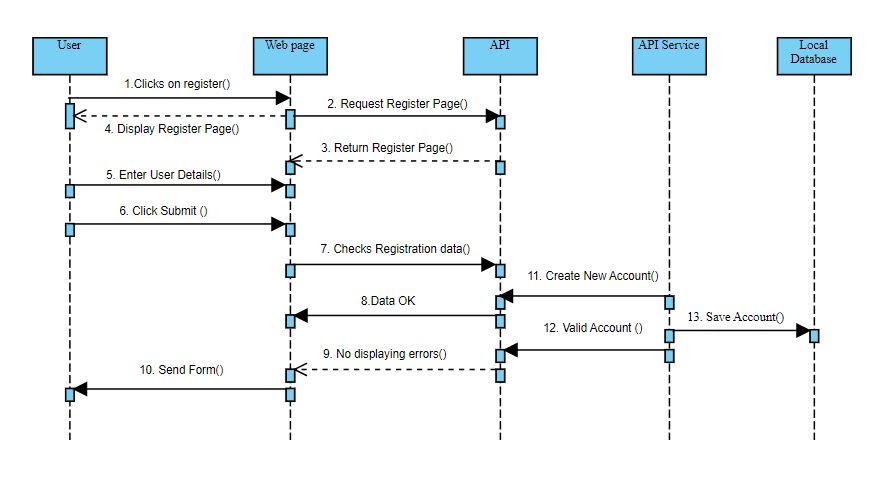 User
Web page
API
API Service
Local
Database
1.Clicks on register()
2. Request Register Page()
4. Display Register Page()
3. Return Register Page()
5. Enter User Details()
6. Click Submit ()
7. Checks Registration data()
11. Create New Account()
8.Data OK
13. Save Account()
12. Valid Account ()
9. No displaying errors()
10. Send Form()